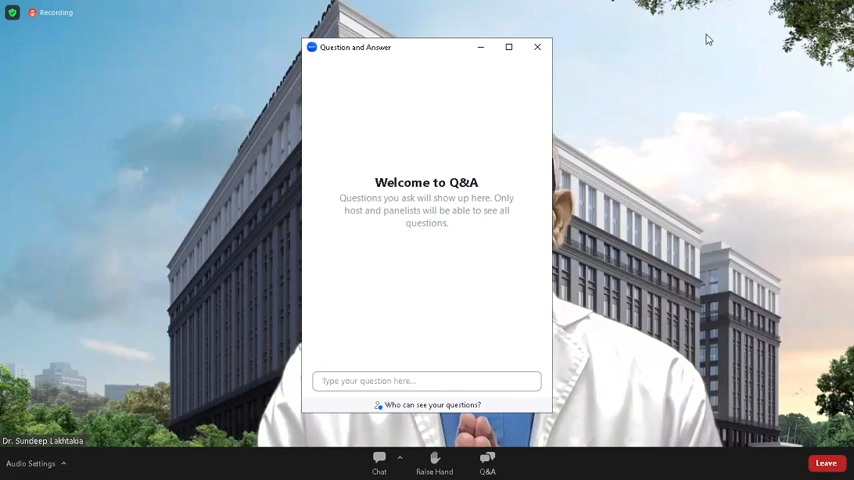 Recording
Question and Answer
Welcome to Q&A
Questions you ask will show up here. Only
host and panelists will be able to see all
questions.
Type your question here...
Who can see your questions?
Dr. Sundeep Lakhtakia
Audio Settings
Chat
Raise Hand
Q&A
Leave